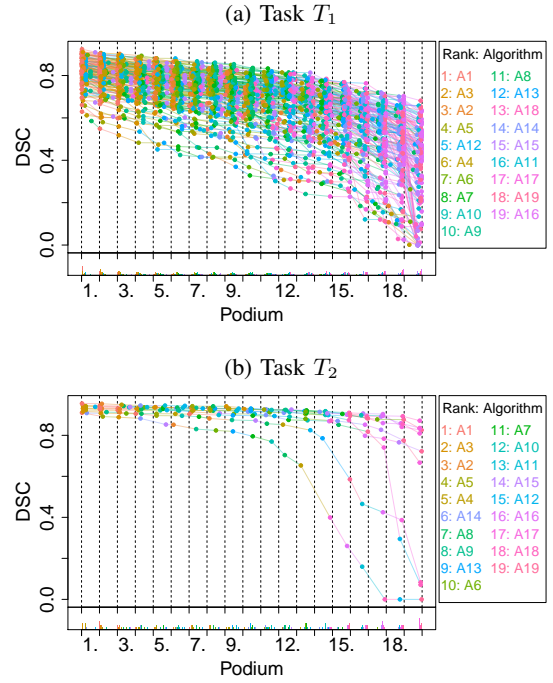 (a) Task T1
DSC
0.8
0.4
0.0
1. 3. 5. 7. 9. 12. 15. 18.
Podium
Rank: Algorithm
1: A1 11: A8
2: A3 12: A13
3: A2 13: A18
4: A5 14: A14
5: A12 15: A15
6: A4 16: A11
7: A6 17: A17
8: A7 18: A19
9: A10 19: A16
10: A9
(b) Task T2
DSC
0.8
0.4
0.0
1. 3. 5. 7. 9. 12. 15. 18.
Podium
Rank: Algorithm
1: A1 11: A7
2: A3 12: A10
3: A2 13: A11
4: A5 14: A15
5: A4 15: A12
6: A14 16: A16
7: A8 17: A17
8: A9 18: A18
9: A13 19: A19
10: A6